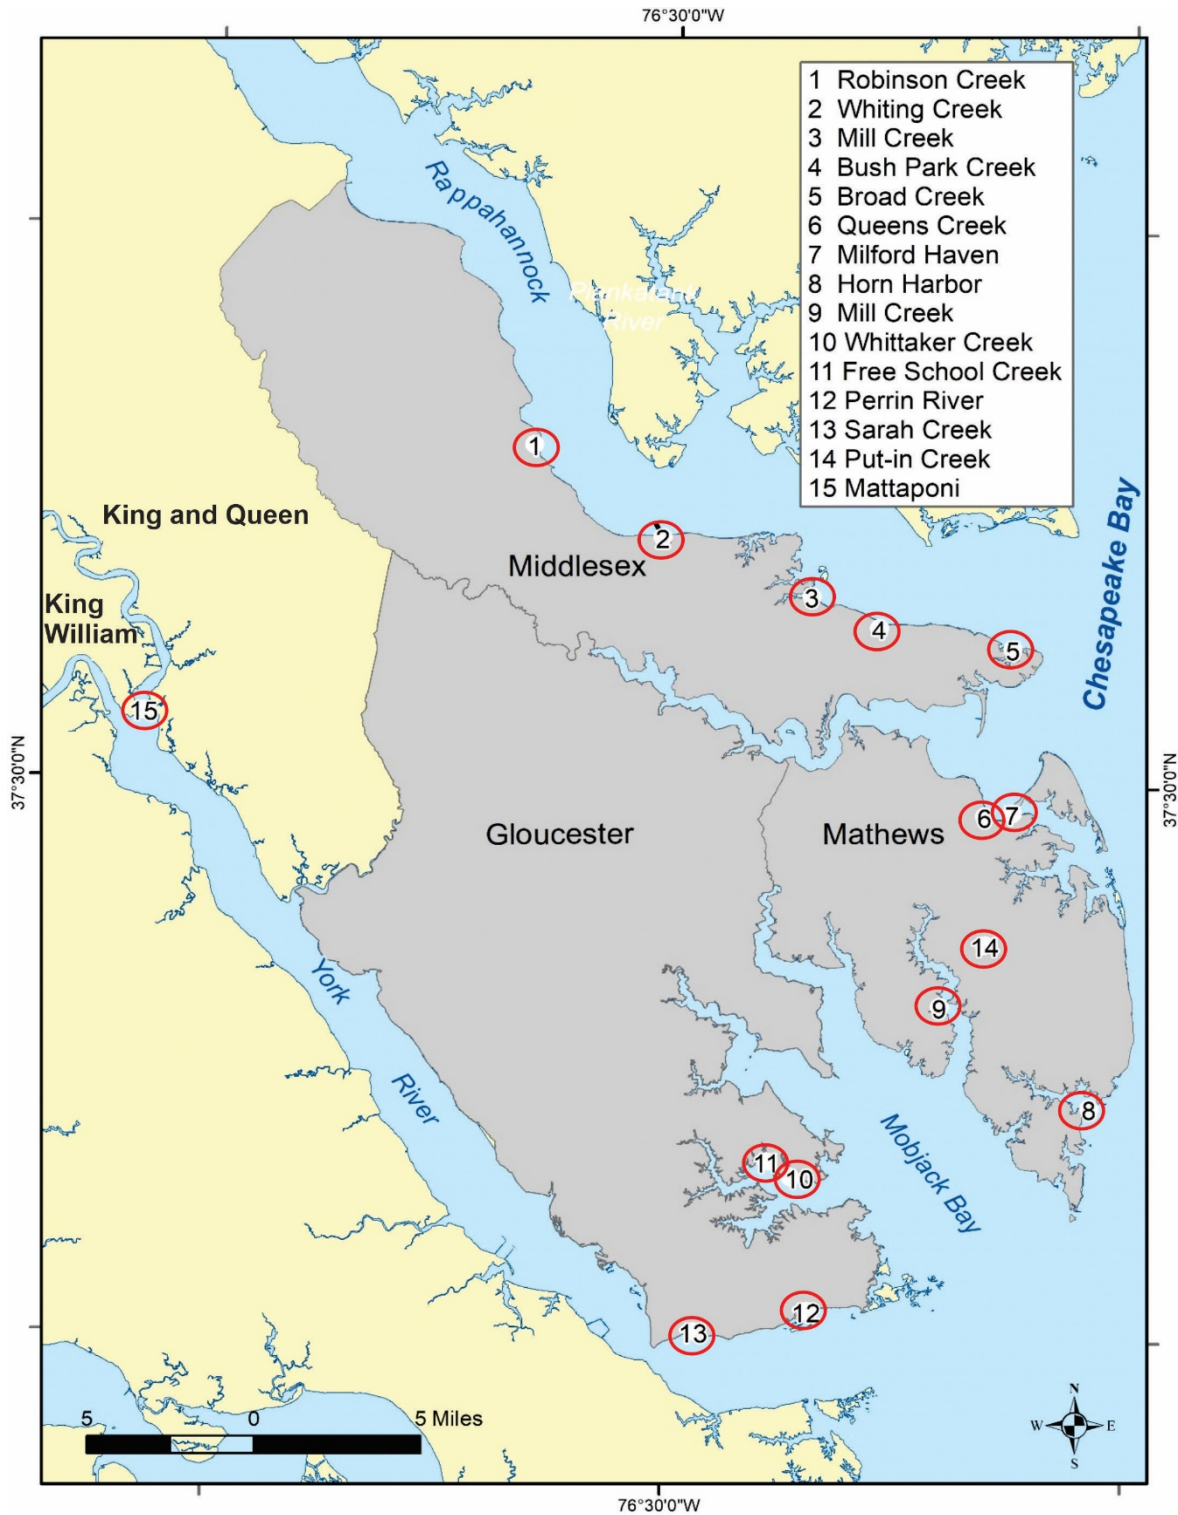 76°30'0"W
1 Robinson Creek
2 Whiting Creek
3 Mill Creek
4 Bush Park Creek
5 Broad Creek
6 Queens Creek
7 Milford Haven
8 Horn Harbor
9 Mill Creek
10 Whittaker Creek
11 Free School Creek
12 Perrin River
13 Sarah Creek
14 Put-in Creek
15 Mattaponi
Rappahannock
Piankatank
River
1
King and Queen
2
Middlesex
King
William
3
4
5
Chesapeake Bay
15
37°30'0"N
37°30'0"N
6
7
Gloucester
Mathews
14
York
9
River
8
Mobjack Bay
11
10
12
13
5
0
5 Miles
N
W
E
S
76°30'0"W